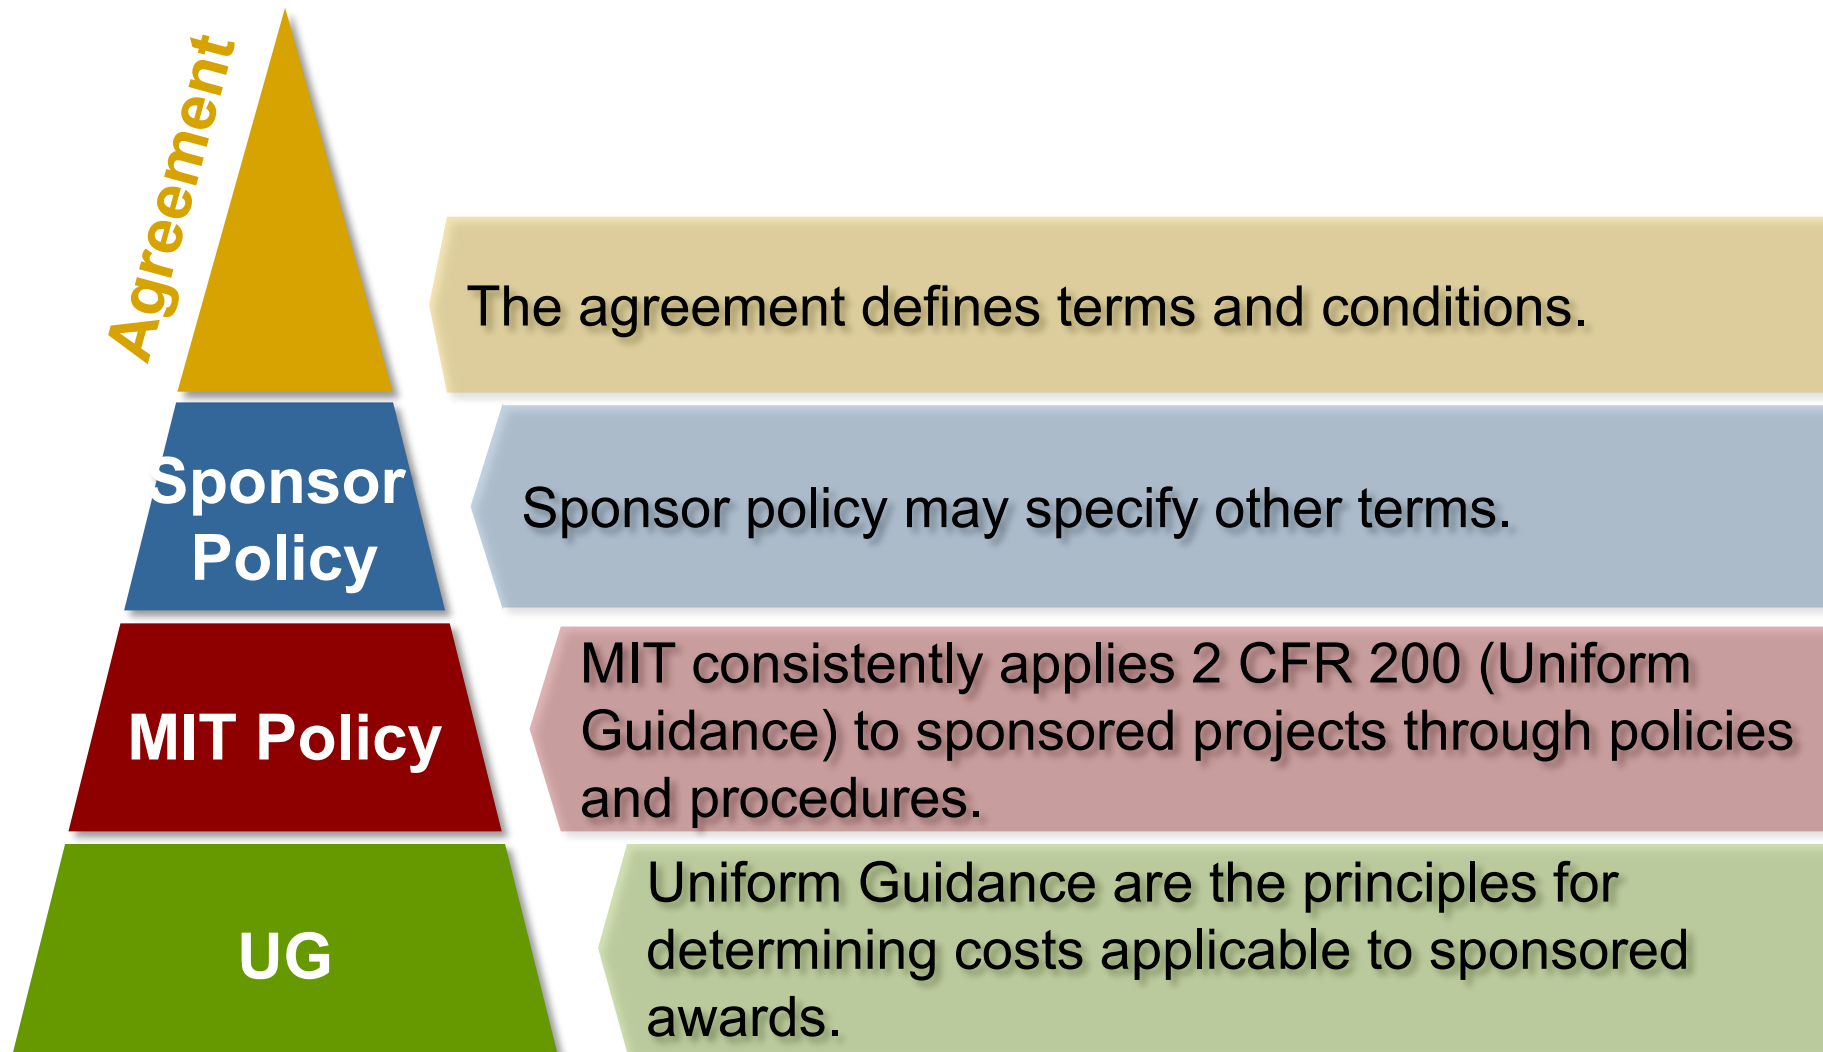 Agreement
The agreement defines terms and conditions.
Sponsor
Policy
Sponsor policy may specify other terms.
MIT Policy
MIT consistently applies 2 CFR 200 (Uniform
Guidance) to sponsored projects through policies
and procedures.
UG
Uniform Guidance are the principles for
determining costs applicable to sponsored
awards.